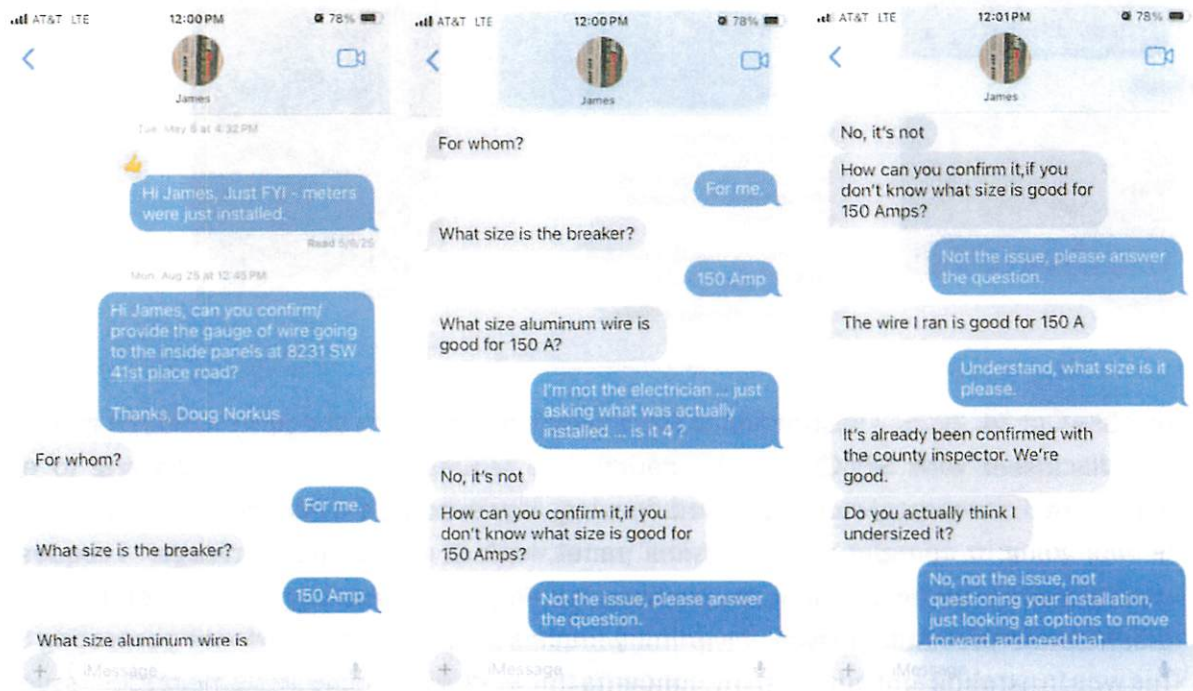 AT&T LTE
12:00 PM
78%
James
Tue, May 6 at 4:32 PM
Hi James, Just FYI - meters
were just installed.
Read 5/6/25
Mon, Aug 25 at 12:45 PM
Hi James, can you confirm/
provide the gauge of wire going
to the inside panels at 8231 SW
41st place road?
Thanks, Doug Norkus
For whom?
For me.
What size is the breaker?
150 Amp
What size aluminum wire is
iMessage
AT&T LTE
12:00 PM
78%
James
For whom?
For me.
What size is the breaker?
150 Amp
What size aluminum wire is
good for 150 A?
I'm not the electrician ... just
asking what was actually
installed ... is it 4 ?
No, it's not
How can you confirm it,if you
don't know what size is good for
150 Amps?
Not the issue, please answer
the question.
iMessage
AT&T LTE
12:01 PM
78%
James
No, it's not
How can you confirm it,if you
don't know what size is good for
150 Amps?
Not the issue, please answer
the question.
The wire I ran is good for 150 A
Understand, what size is it
please.
It's already been confirmed with
the county inspector. We're
good.
Do you actually think I
undersized it?
No, not the issue, not
questioning your installation,
just looking at options to move
forward and need that
iMessage